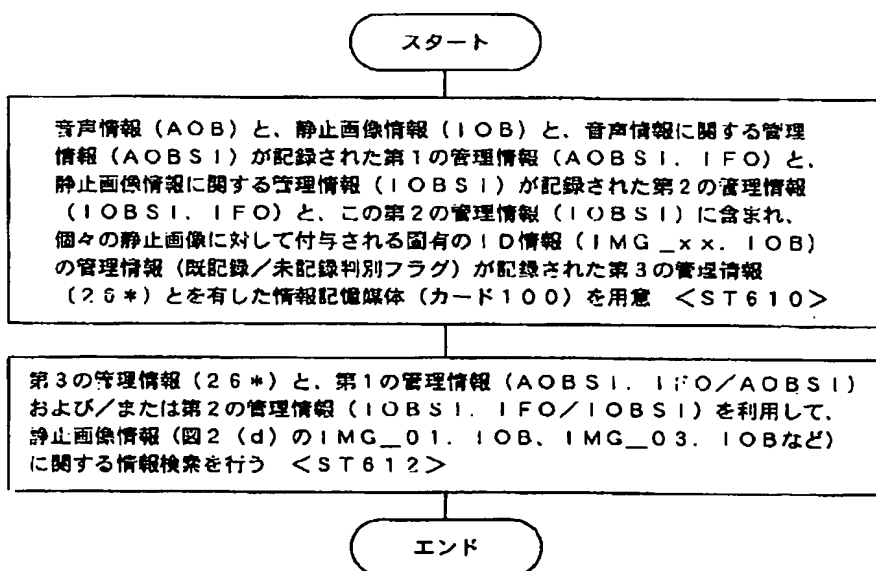 スタート
音声情報(AOB)と、静止画像情報(IOB)と、音声情報に関する管理
情報(AOBSI)が記録された第1の管理情報(AOBSI.IFO)と、
静止画像情報に関する管理情報(IOBSI)が記録された第2の管理情報
(IOBSI.IFO)と、この第2の管理情報(IOBSI)に含まれ、
個々の静止画像に対して付与される固有のID情報(IMG_xx.IOB)
の管理情報(既記録/未記録判別フラグ)が記録された第3の管理情報
(26*)とを有した情報記憶媒体(カード100)を用意 <ST610>
第3の管理情報(26*)と、第1の管理情報(AOBSI.IFO/AOBSI)
および/または第2の管理情報(IOBSI.IFO/IOBSI)を利用して、
静止画像情報(図2(d)のIMG__01.IOB、IMG__03.IOBなど)
に関する情報検索を行う <ST612>
エンド